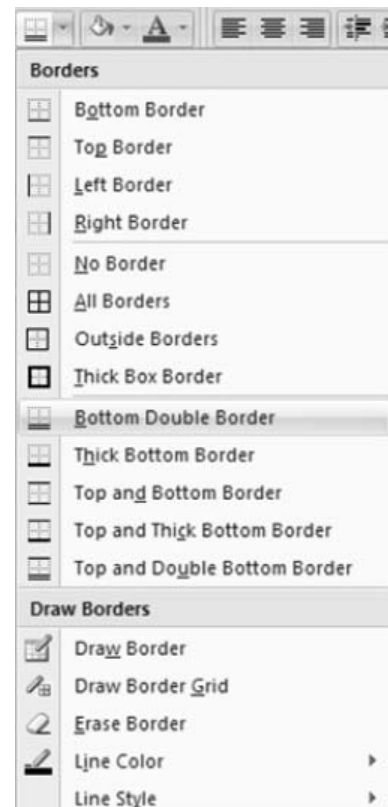 A
Borders
Bottom Border
Top Border
Left Border
Right Border
No Border
All Borders
Outside Borders
Thick Box Border
Bottom Double Border
Thick Bottom Border
Top and Bottom Border
Top and Thick Bottom Border
Top and Double Bottom Border
Draw Borders
Draw Border
Draw Border Grid
Erase Border
Line Color
Line Style